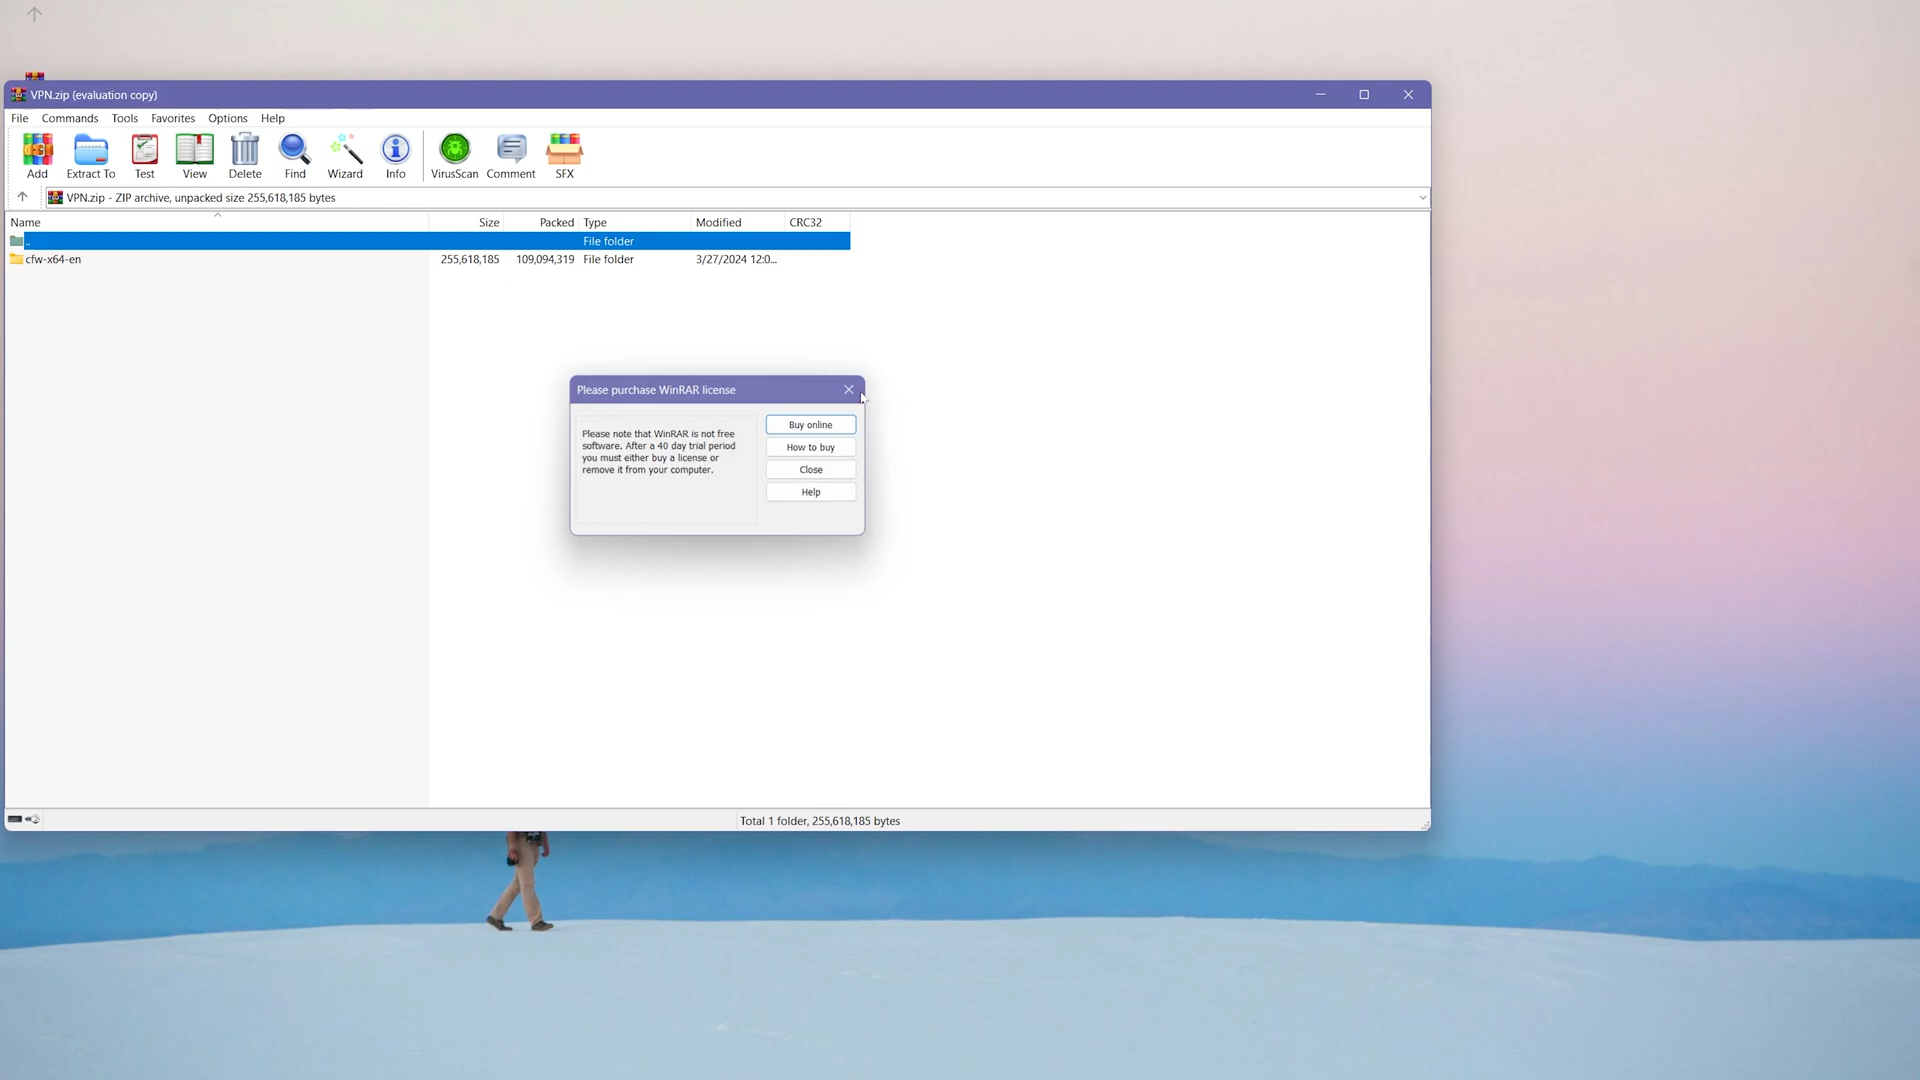 VPN.zip (evaluation copy)
File Commands Tools Favorites Options Help
Add Extract To Test View Delete Find Wizard Info VirusScan Comment SFX
VPN.zip - ZIP archive, unpacked size 255,618,185 bytes
Name Size Packed Type Modified CRC32
.. File folder
cfw-x64-en 255,618,185 109,094,319 File folder 3/27/2024 12:0...
Please purchase WinRAR license
Please note that WinRAR is not free
software. After a 40 day trial period
you must either buy a license or
remove it from your computer.
Buy online
How to buy
Close
Help
Total 1 folder, 255,618,185 bytes